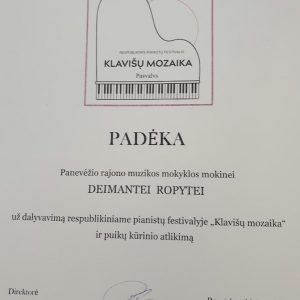 RESPUBLIKINIS PIANISTŲ FESTIVALIS
KLAVIŠŲ MOZAIKA
Pasvalys
PADĖKA
Panevėžio rajono muzikos mokyklos mokinei
DEIMANTEI ROPYTEI
už dalyvavimą respublikiniame pianistų festivalyje „Klavišų mozaika“
ir puikų kūrinio atlikimą
Direktorė